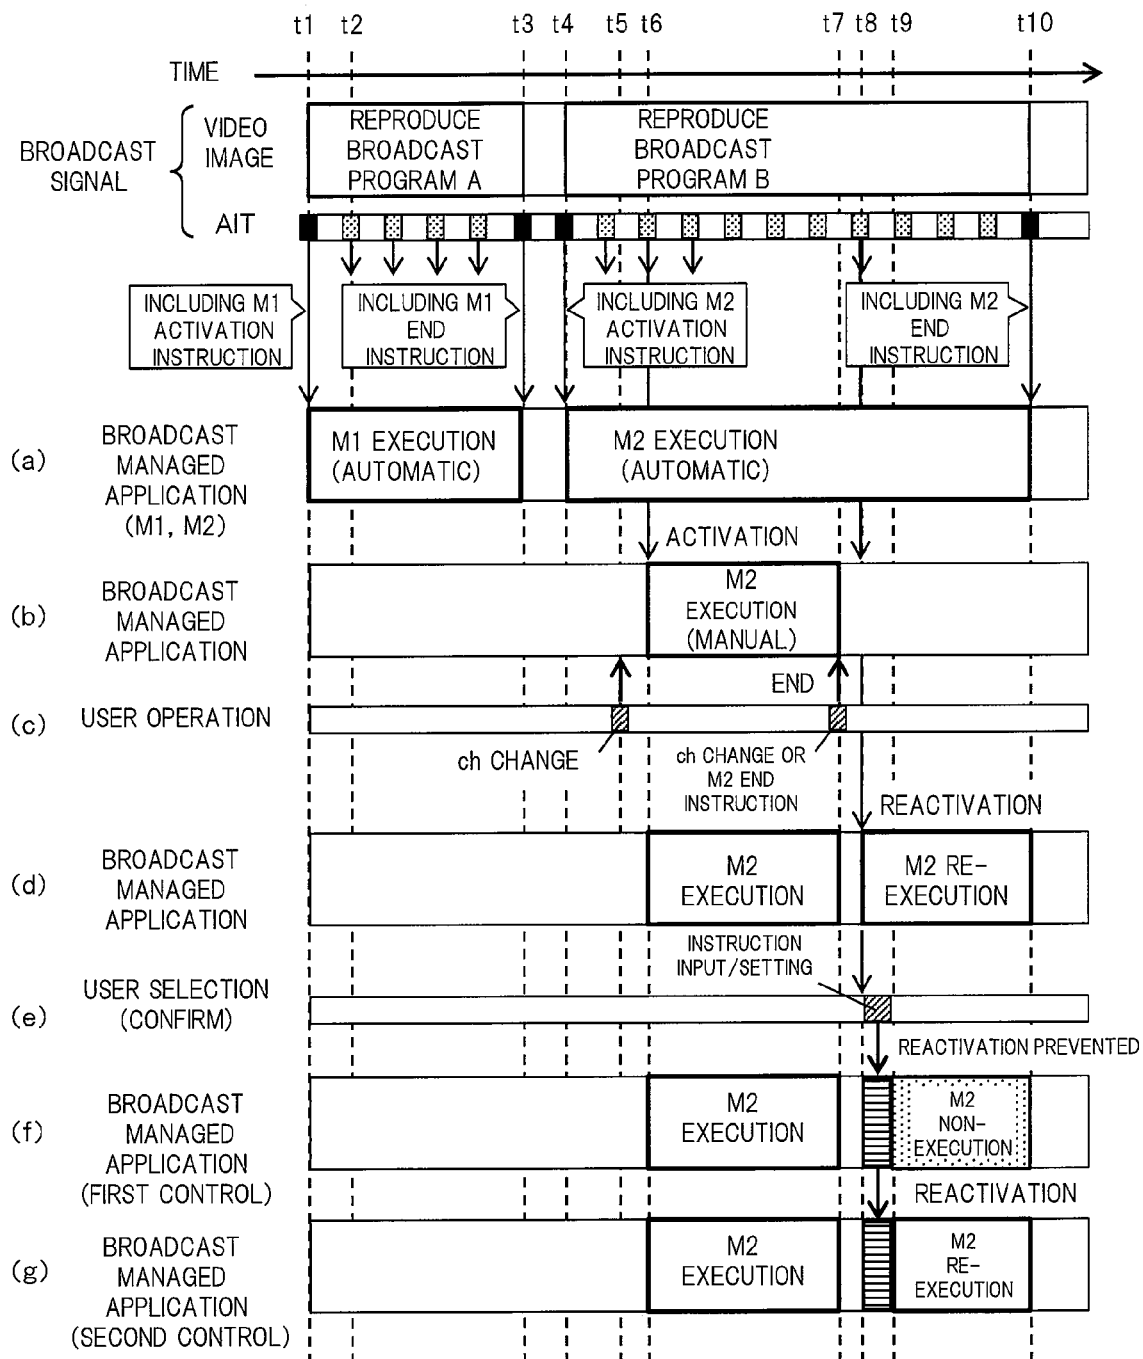 t1 t2 t3 t4 t5 t6 t7 t8 t9 t10
TIME
BROADCAST
SIGNAL
VIDEO
IMAGE
REPRODUCE
BROADCAST
PROGRAM A
REPRODUCE
BROADCAST
PROGRAM B
AIT
INCLUDING M1
ACTIVATION
INSTRUCTION
INCLUDING M1
END
INSTRUCTION
INCLUDING M2
ACTIVATION
INSTRUCTION
INCLUDING M2
END
INSTRUCTION
(a)
BROADCAST
MANAGED
APPLICATION
(M1, M2)
M1 EXECUTION
(AUTOMATIC)
M2 EXECUTION
(AUTOMATIC)
ACTIVATION
(b)
BROADCAST
MANAGED
APPLICATION
M2
EXECUTION
(MANUAL)
END
(c)
USER OPERATION
ch CHANGE
ch CHANGE OR
M2 END
INSTRUCTION
REACTIVATION
(d)
BROADCAST
MANAGED
APPLICATION
M2
EXECUTION
M2 RE-
EXECUTION
INSTRUCTION
INPUT/SETTING
(e)
USER SELECTION
(CONFIRM)
REACTIVATION PREVENTED
(f)
BROADCAST
MANAGED
APPLICATION
(FIRST CONTROL)
M2
EXECUTION
M2
NON-
EXECUTION
REACTIVATION
(g)
BROADCAST
MANAGED
APPLICATION
(SECOND CONTROL)
M2
EXECUTION
M2
RE-
EXECUTION